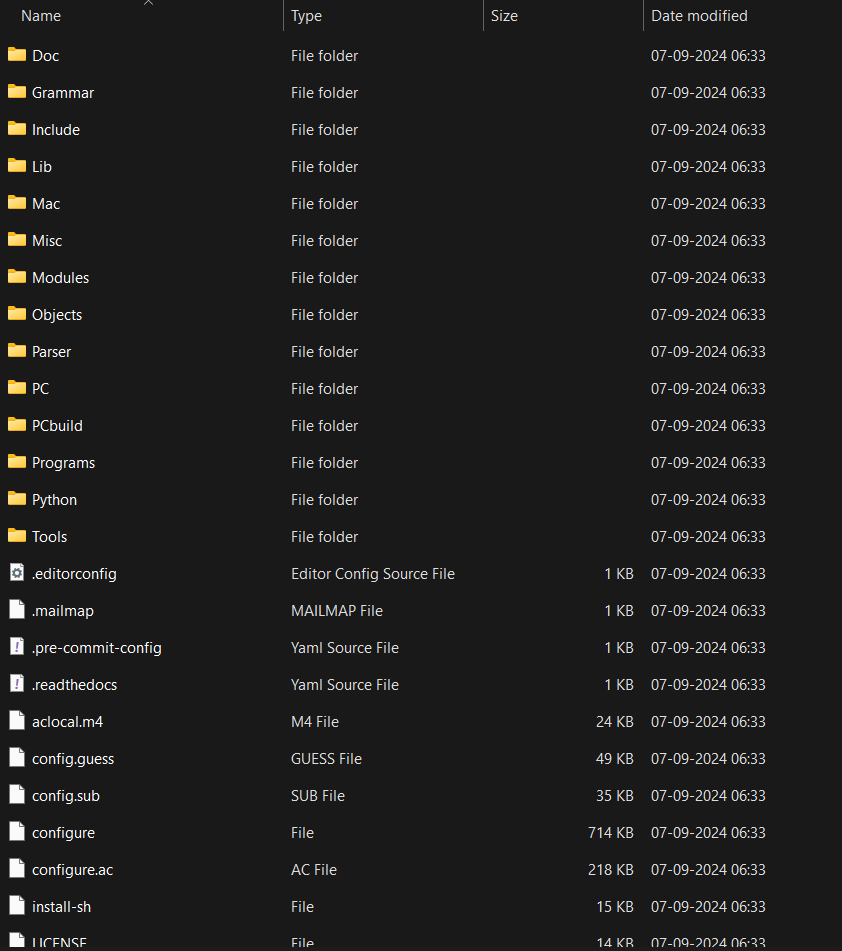 Name Type Size Date modified
Doc File folder 07-09-2024 06:33
Grammar File folder 07-09-2024 06:33
Include File folder 07-09-2024 06:33
Lib File folder 07-09-2024 06:33
Mac File folder 07-09-2024 06:33
Misc File folder 07-09-2024 06:33
Modules File folder 07-09-2024 06:33
Objects File folder 07-09-2024 06:33
Parser File folder 07-09-2024 06:33
PC File folder 07-09-2024 06:33
PCbuild File folder 07-09-2024 06:33
Programs File folder 07-09-2024 06:33
Python File folder 07-09-2024 06:33
Tools File folder 07-09-2024 06:33
.editorconfig Editor Config Source File 1 KB 07-09-2024 06:33
.mailmap MAILMAP File 1 KB 07-09-2024 06:33
.pre-commit-config Yaml Source File 1 KB 07-09-2024 06:33
.readthedocs Yaml Source File 1 KB 07-09-2024 06:33
aclocal.m4 M4 File 24 KB 07-09-2024 06:33
config.guess GUESS File 49 KB 07-09-2024 06:33
config.sub SUB File 35 KB 07-09-2024 06:33
configure File 714 KB 07-09-2024 06:33
configure.ac AC File 218 KB 07-09-2024 06:33
install-sh File 15 KB 07-09-2024 06:33
LICENSE File 14 KB 07-09-2024 06:33